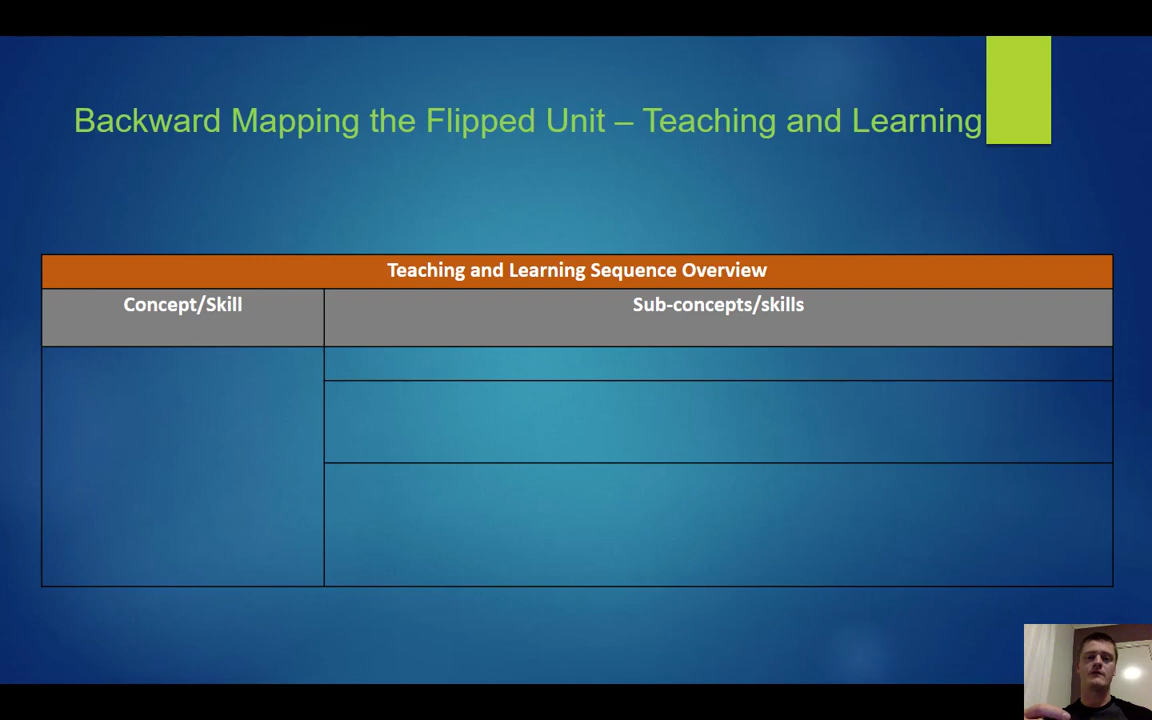 Backward Mapping the Flipped Unit – Teaching and Learning
Teaching and Learning Sequence Overview
Concept/Skill
Sub-concepts/skills